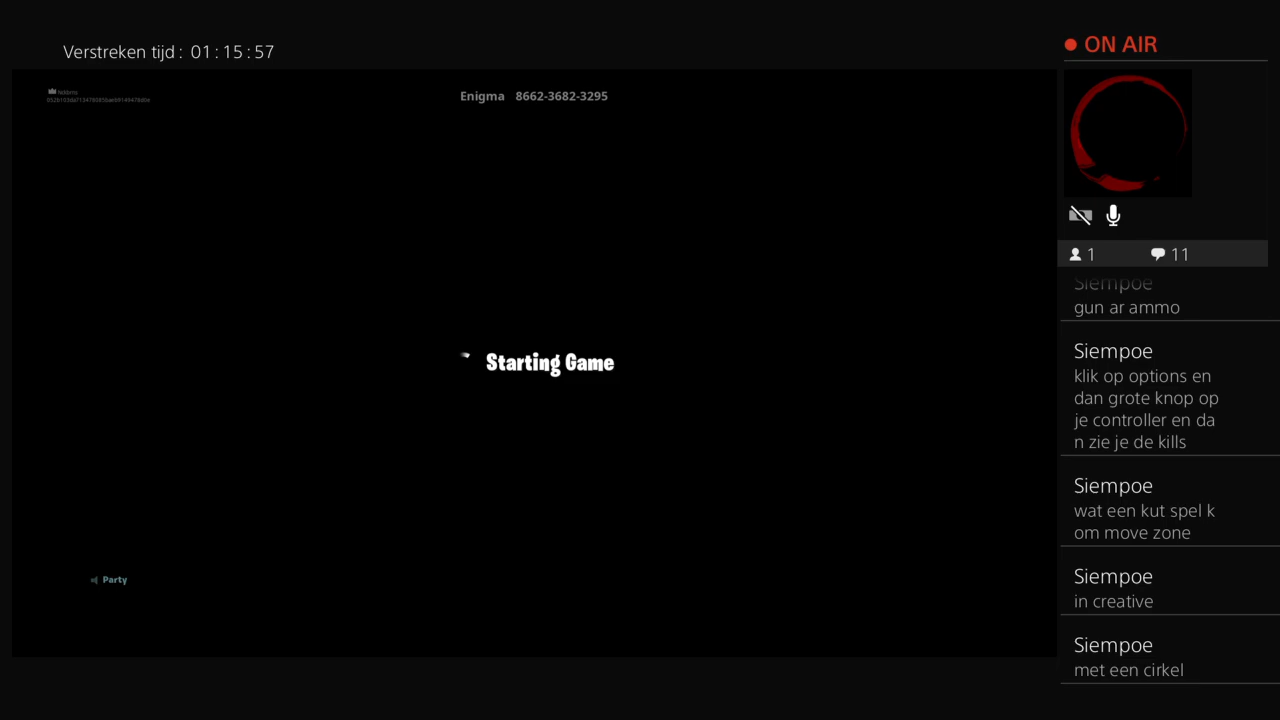 Verstreken tijd: 01:15:57
ON AIR
Enigma 8662-3682-3295
1 11
Siempoe
gun ar ammo
Siempoe
klik op options en
dan grote knop op
je controller en da
n zie je de kills
Siempoe
wat een kut spel k
om move zone
Siempoe
in creative
Siempoe
met een cirkel
Starting Game
Party